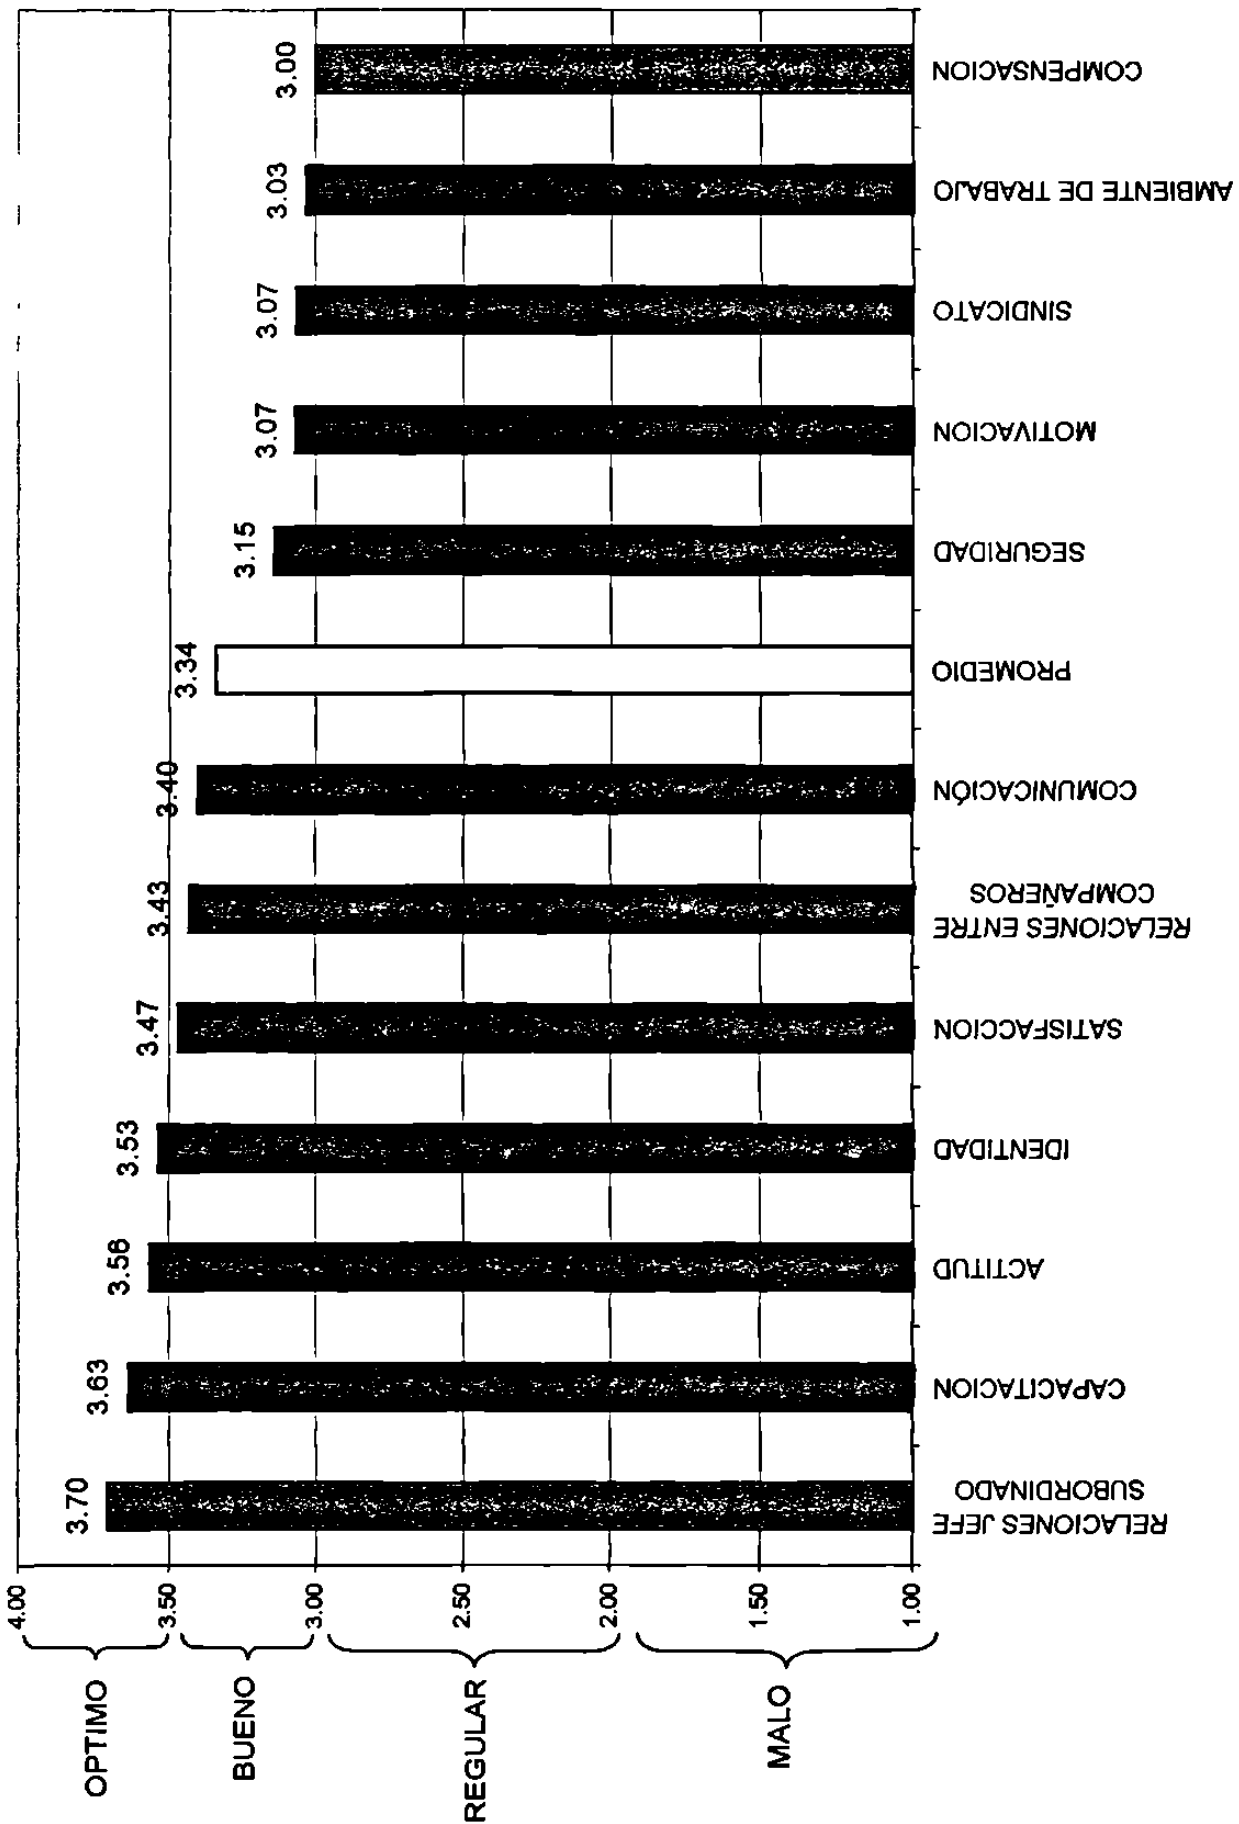 OPTIMO
BUENO
REGULAR
MALO
4.00
3.50
3.00
2.50
2.00
1.50
1.00
3.70
3.63
3.56
3.53
3.47
3.43
3.40
3.34
3.15
3.07
3.07
3.03
3.00
RELACIONES JEFE
SUBORDINADO
CAPACITACION
ACTITUD
IDENTIDAD
SATISFACCION
RELACIONES ENTRE
COMPAÑEROS
COMUNICACIÓN
PROMEDIO
SEGURIDAD
MOTIVACION
SINDICATO
AMBIENTE DE TRABAJO
COMPENSACION